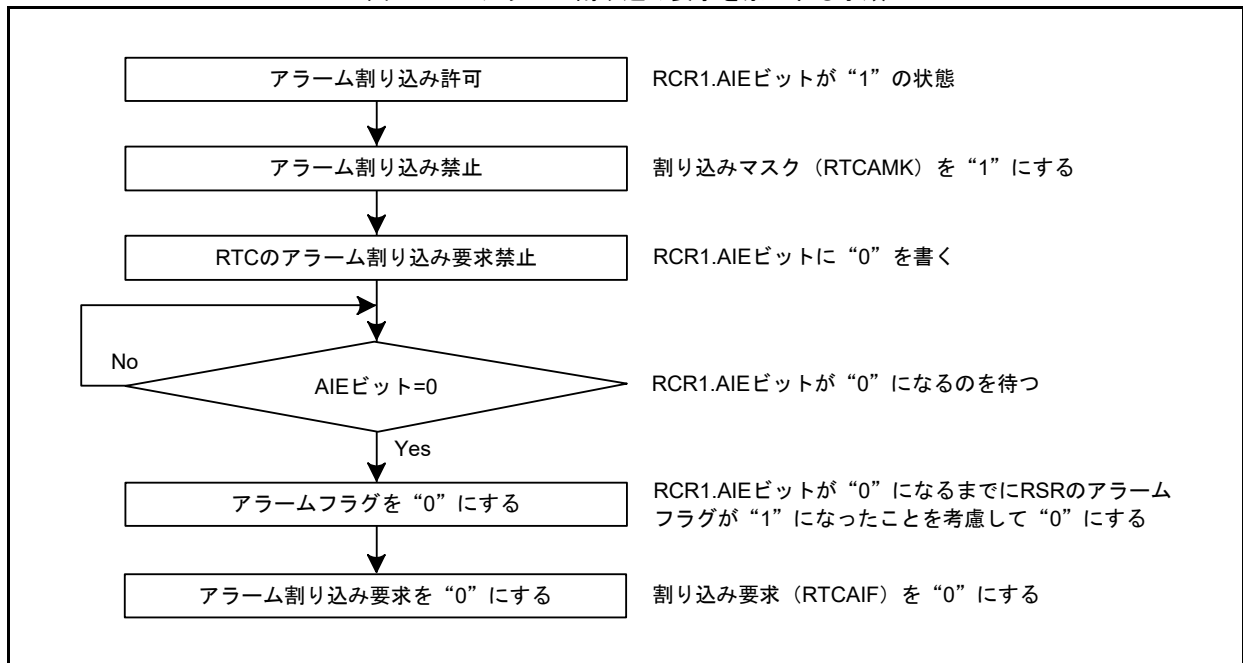 アラーム割り込み許可
RCR1.AIEビットが“1”の状態
アラーム割り込み禁止
割り込みマスク（RTCAMK）を“1”にする
RTCのアラーム割り込み要求禁止
RCR1.AIEビットに“0”を書く
No
AIEビット=0
RCR1.AIEビットが“0”になるのを待つ
Yes
アラームフラグを“0”にする
RCR1.AIEビットが“0”になるまでにRSRのアラーム
フラグが“1”になったことを考慮して“0”にする
アラーム割り込み要求を“0”にする
割り込み要求（RTCAIF）を“0”にする